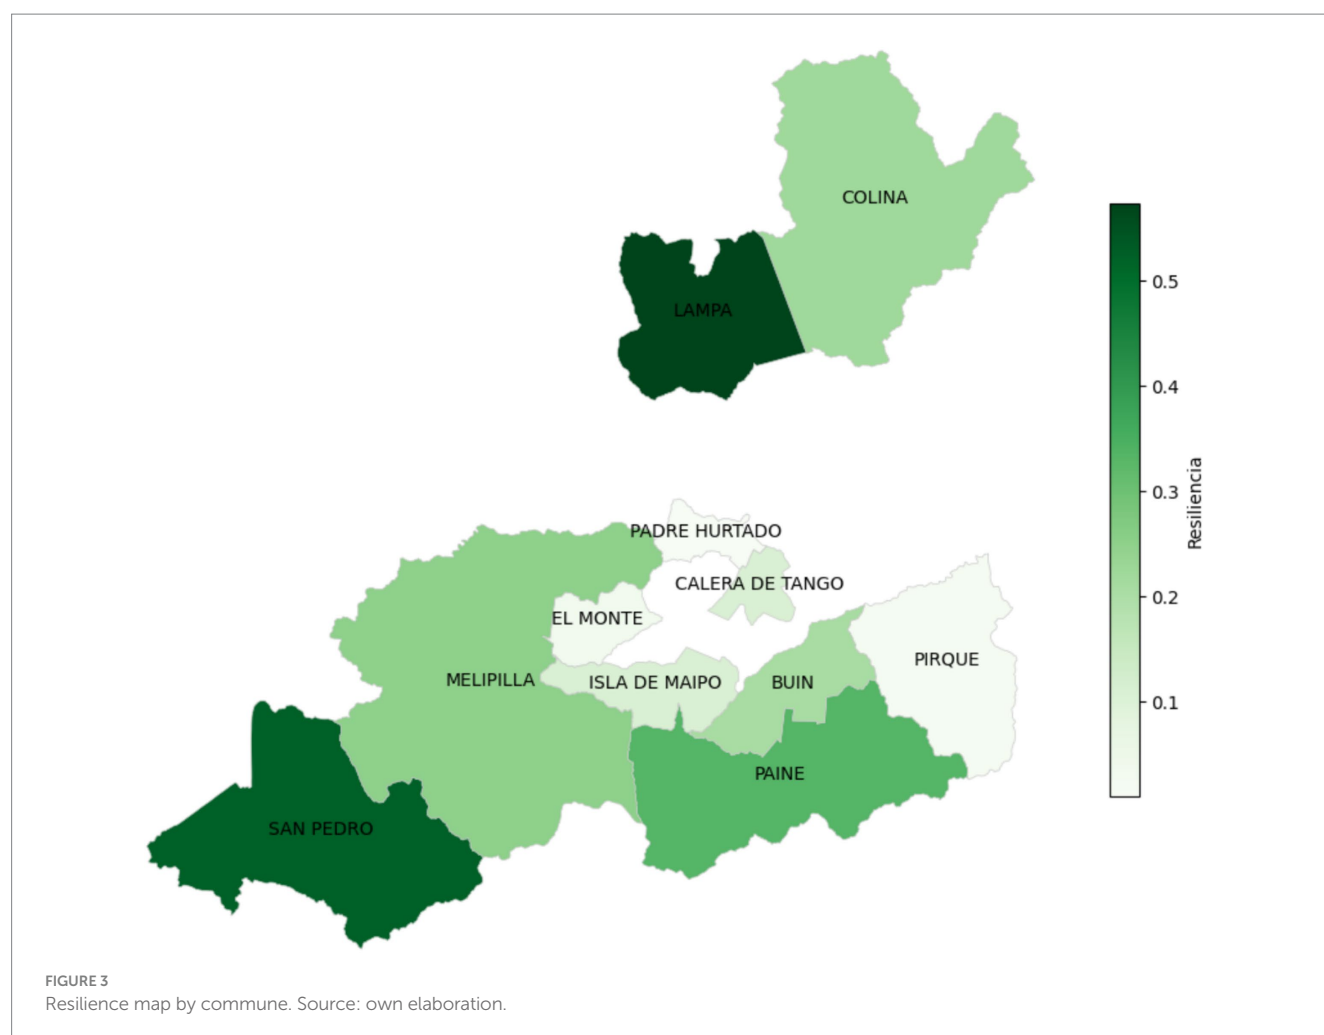 COLINA
LAMPA
0.5
0.4
0.3
0.2
0.1
Resiliencia
PADRE HURTADO
CALERA DE TANGO
EL MONTE
PIRQUE
MELIPILLA
ISLA DE MAIPO
BUIN
PAINE
SAN PEDRO
FIGURE 3
Resilience map by commune. Source: own elaboration.